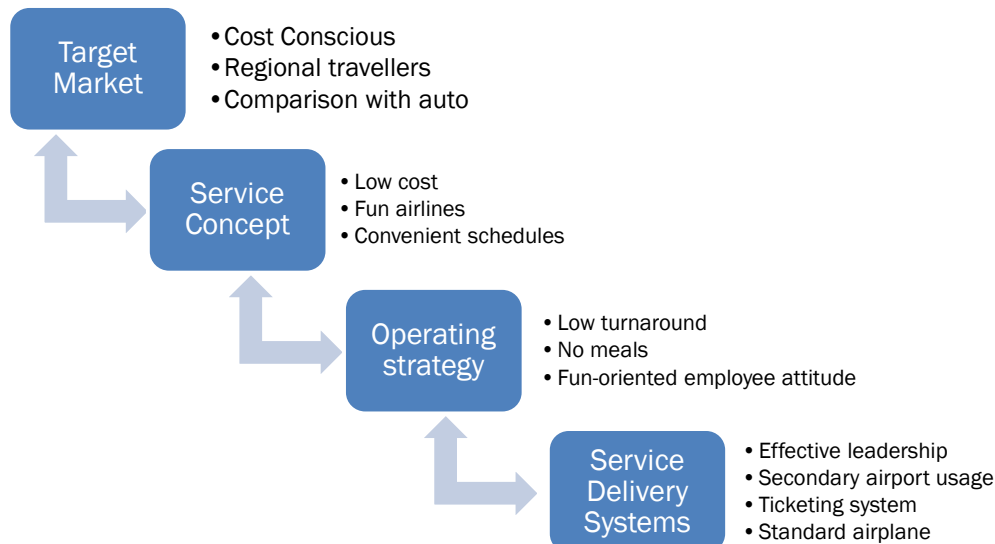 Target
Market
• Cost Conscious
• Regional travellers
• Comparison with auto
Service
Concept
• Low cost
• Fun airlines
• Convenient schedules
Operating
strategy
• Low turnaround
• No meals
• Fun-oriented employee attitude
Service
Delivery
Systems
• Effective leadership
• Secondary airport usage
• Ticketing system
• Standard airplane